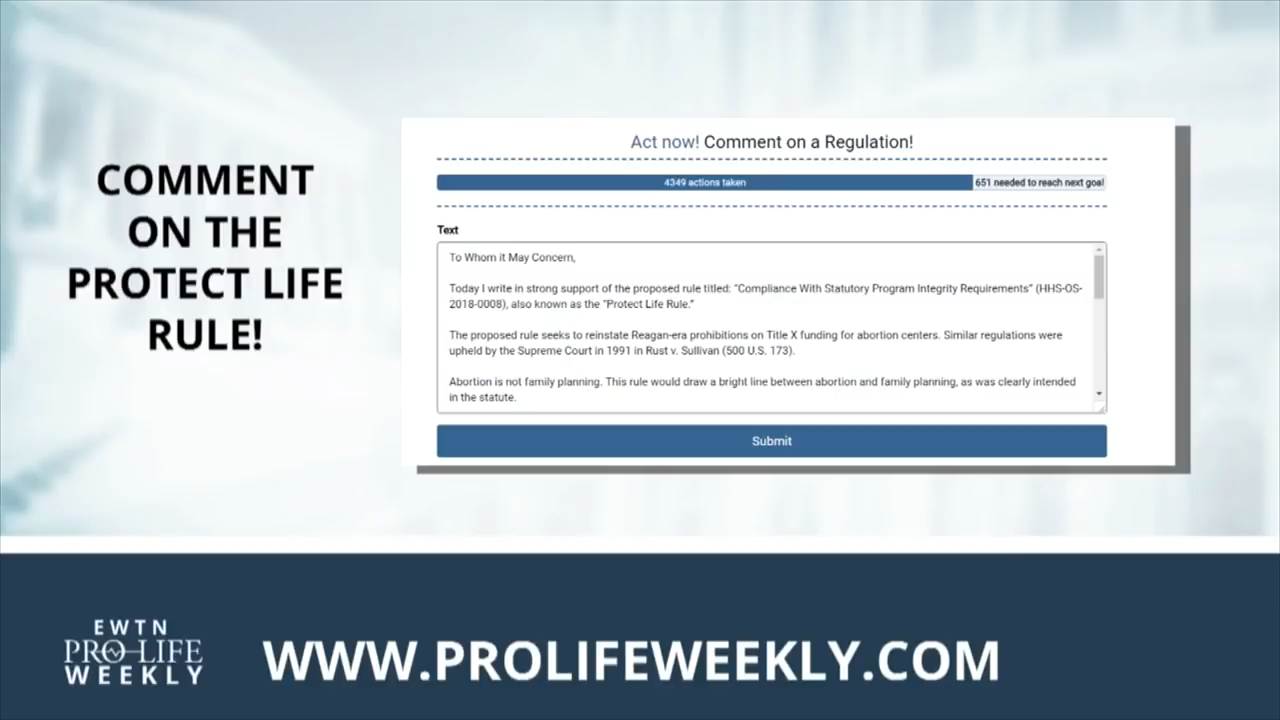 COMMENT
ON THE
PROTECT LIFE
RULE!
Act now! Comment on a Regulation!
4349 actions taken
651 needed to reach next goal
Text
To Whom it May Concern,
Today I write in strong support of the proposed rule titled: "Compliance With Statutory Program Integrity Requirements" (HHS-OS-
2018-0008), also known as the "Protect Life Rule."
The proposed rule seeks to reinstate Reagan-era prohibitions on Title X funding for abortion centers. Similar regulations were
upheld by the Supreme Court in 1991 in Rust v. Sullivan (500 U.S. 173).
Abortion is not family planning. This rule would draw a bright line between abortion and family planning, as was clearly intended
in the statute.
Submit
EWTN
PRO-LIFE
WEEKLY
WWW.PROLIFEWEEKLY.COM